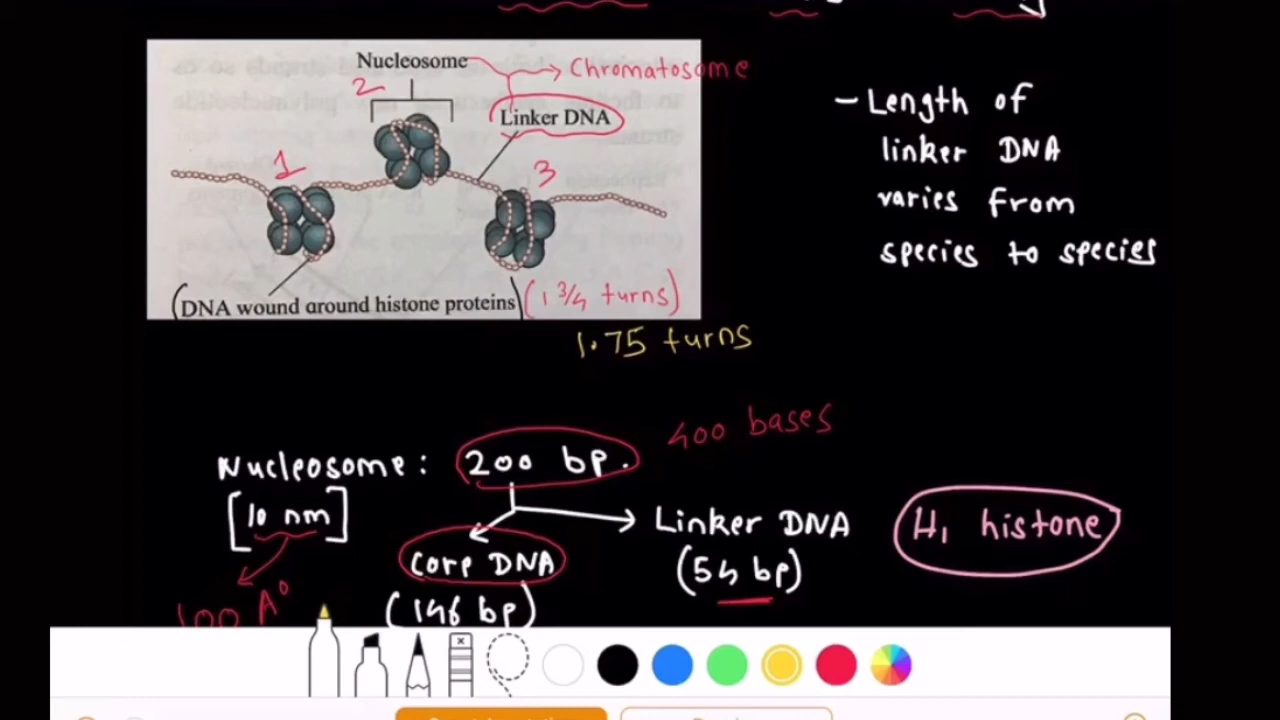 Nucleosome
Chromatosome
2
Linker DNA
1
3
(DNA wound around histone proteins) (1 3/4 turns)
1.75 turns
- Length of
linker DNA
varies from
species to species
400 bases
Nucleosome: 200 bp.
[10 nm]
Linker DNA
H1 histone
Core DNA
(54 bp)
100 A°
(146 bp)